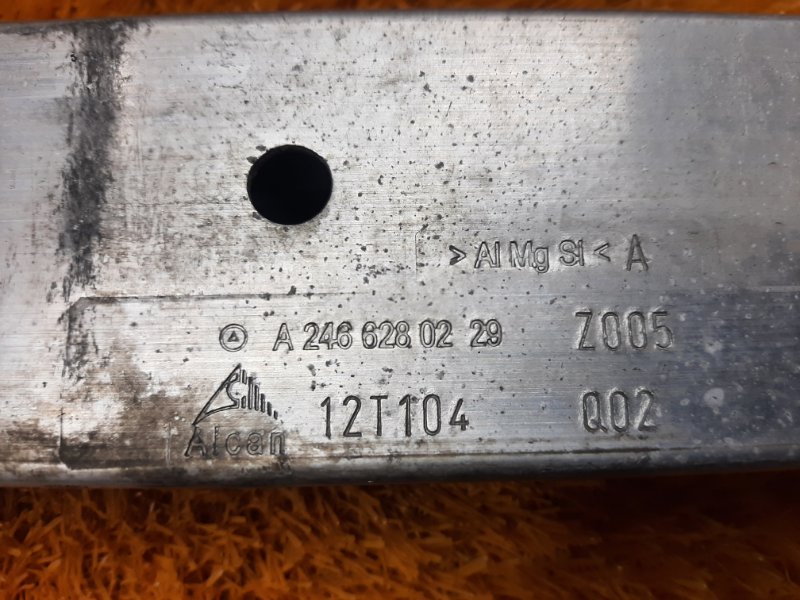 >Al Mg Si< A
A 246 628 02 29 Z005
Alcan 12T104 Q02